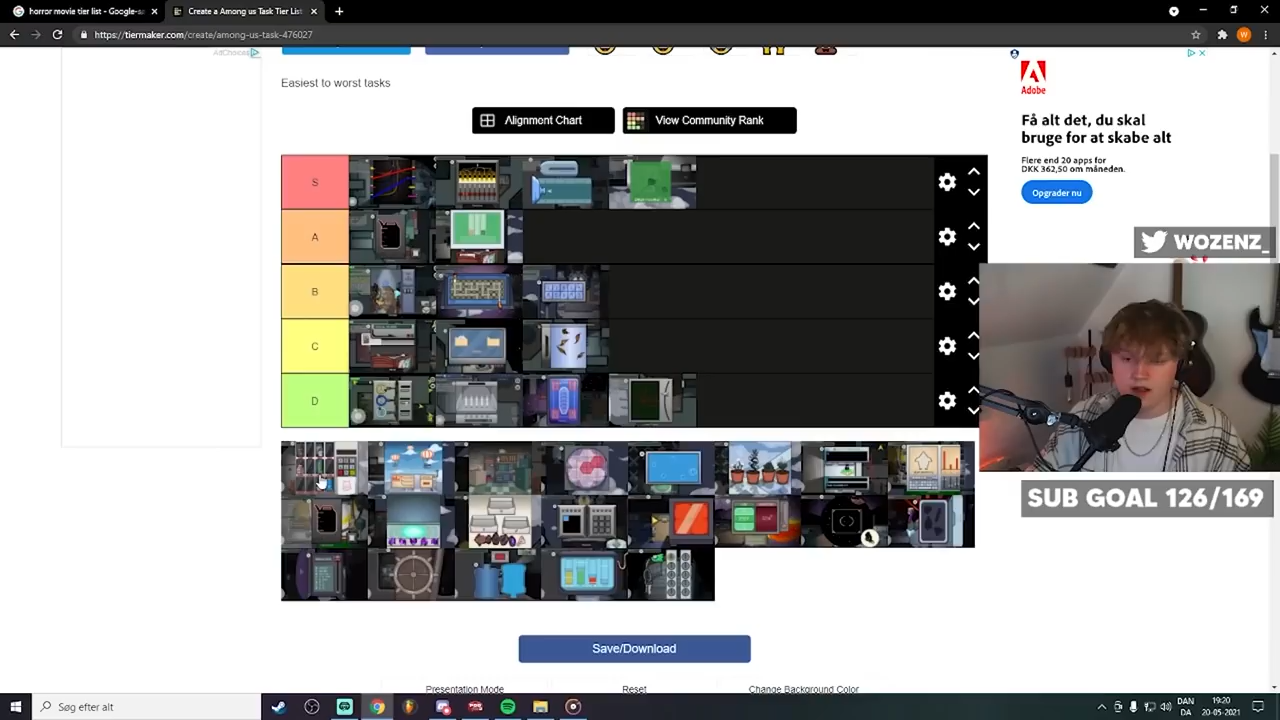 horror movie tier list - Google-sø
Create a Among us Task Tier List
https://tiermaker.com/create/among-us-task-476027
W
AltChoices
Easiest to worst tasks
Alignment Chart
View Community Rank
S
A
B
C
D
Save/Download
Presentation Mode
Reset
Change Background Color
Adobe
Få alt det, du skal
bruge for at skabe alt
Flere end 20 apps for
DKK 362,50 om måneden.
Opgrader nu
WOZENZ_
SUB GOAL 126/169
Søg efter alt
DAN
DA
19:20
20-05-2021